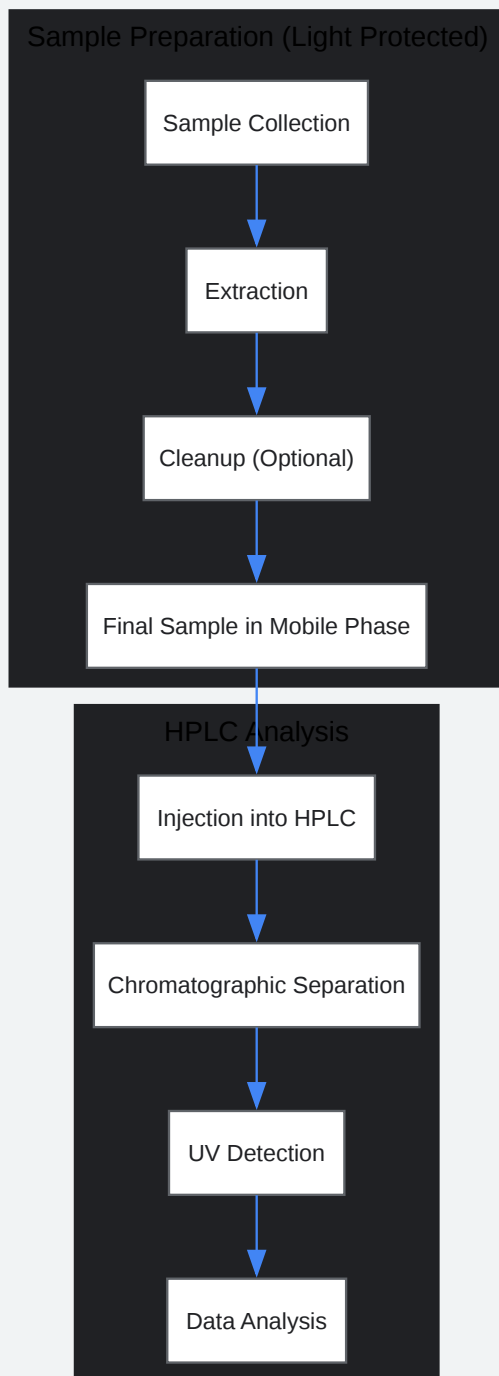 Sample Preparation (Light Protected)
Sample Collection
Extraction
Cleanup (Optional)
Final Sample in Mobile Phase
HPLC Analysis
Injection into HPLC
Chromatographic Separation
UV Detection
Data Analysis